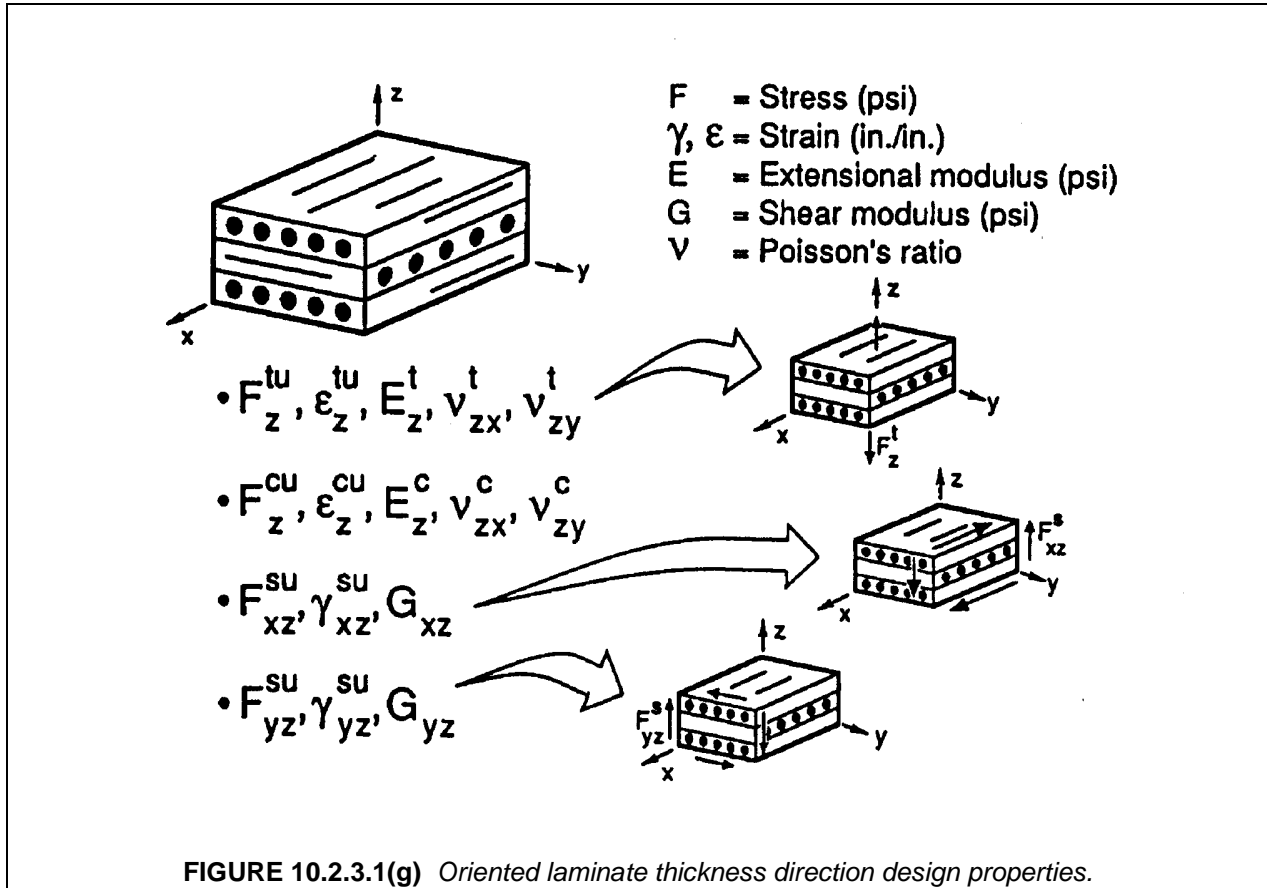 z
y
x
F = Stress (psi)
γ, ε = Strain (in./in.)
E = Extensional modulus (psi)
G = Shear modulus (psi)
ν = Poisson's ratio
• F_z^tu, ε_z^tu, E_z^t, ν_zx^t, ν_zy^t
z
y
x
F_z^t
• F_z^cu, ε_z^cu, E_z^c, ν_zx^c, ν_zy^c
• F_xz^su, γ_xz^su, G_xz
z
F_xz^s
y
x
• F_yz^su, γ_yz^su, G_yz
z
F_yz^s
y
x
FIGURE 10.2.3.1(g) Oriented laminate thickness direction design properties.